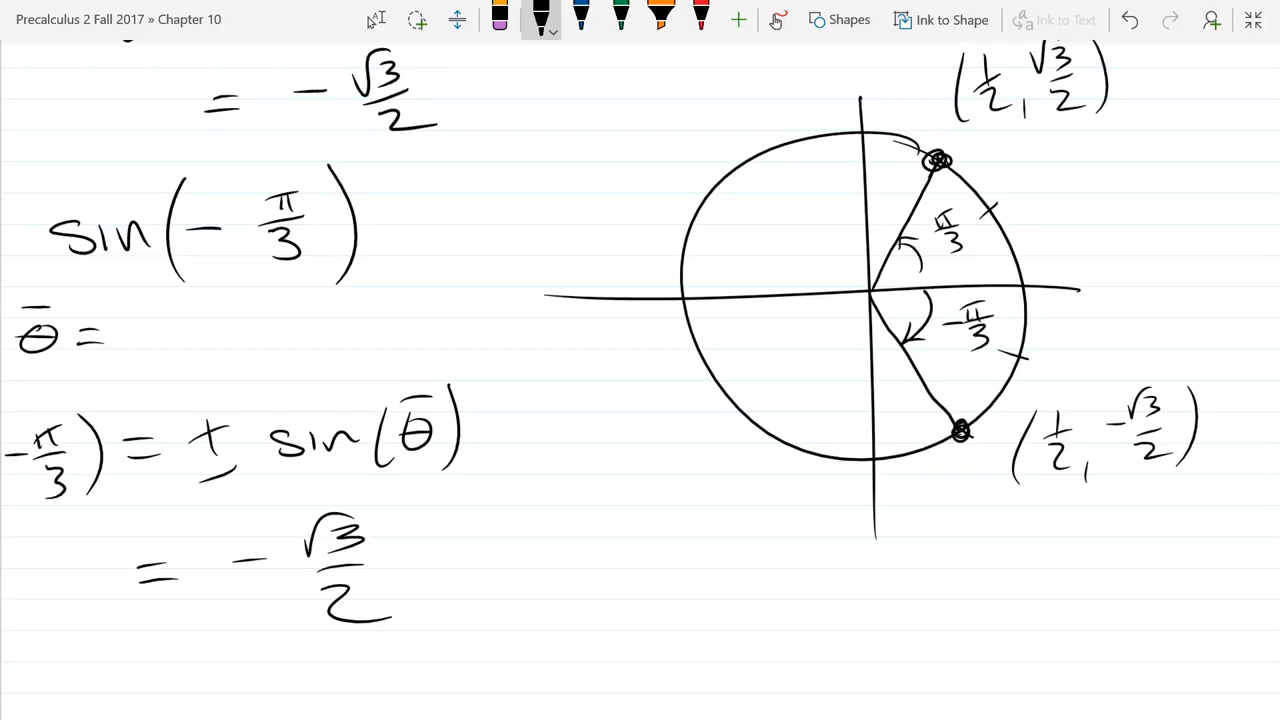 Precalculus 2 Fall 2017 » Chapter 10
Shapes
Ink to Shape
Ink to Text
= - √3/2
sin(- π/3)
θ̄ =
-π/3) = ± sin(θ̄)
= - √3/2
(1/2, √3/2)
π/3
-π/3
(1/2, -√3/2)